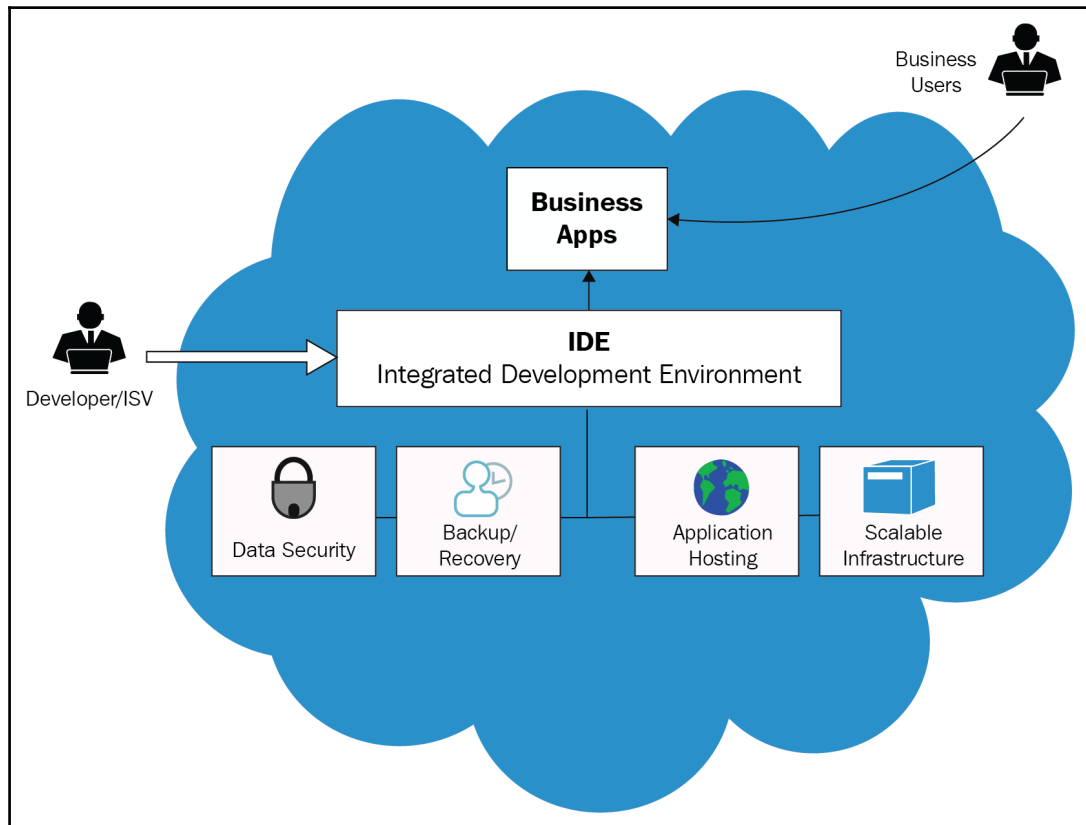 Business
Users
Business
Apps
IDE
Integrated Development Environment
Developer/ISV
Data Security
Backup/
Recovery
Application
Hosting
Scalable
Infrastructure